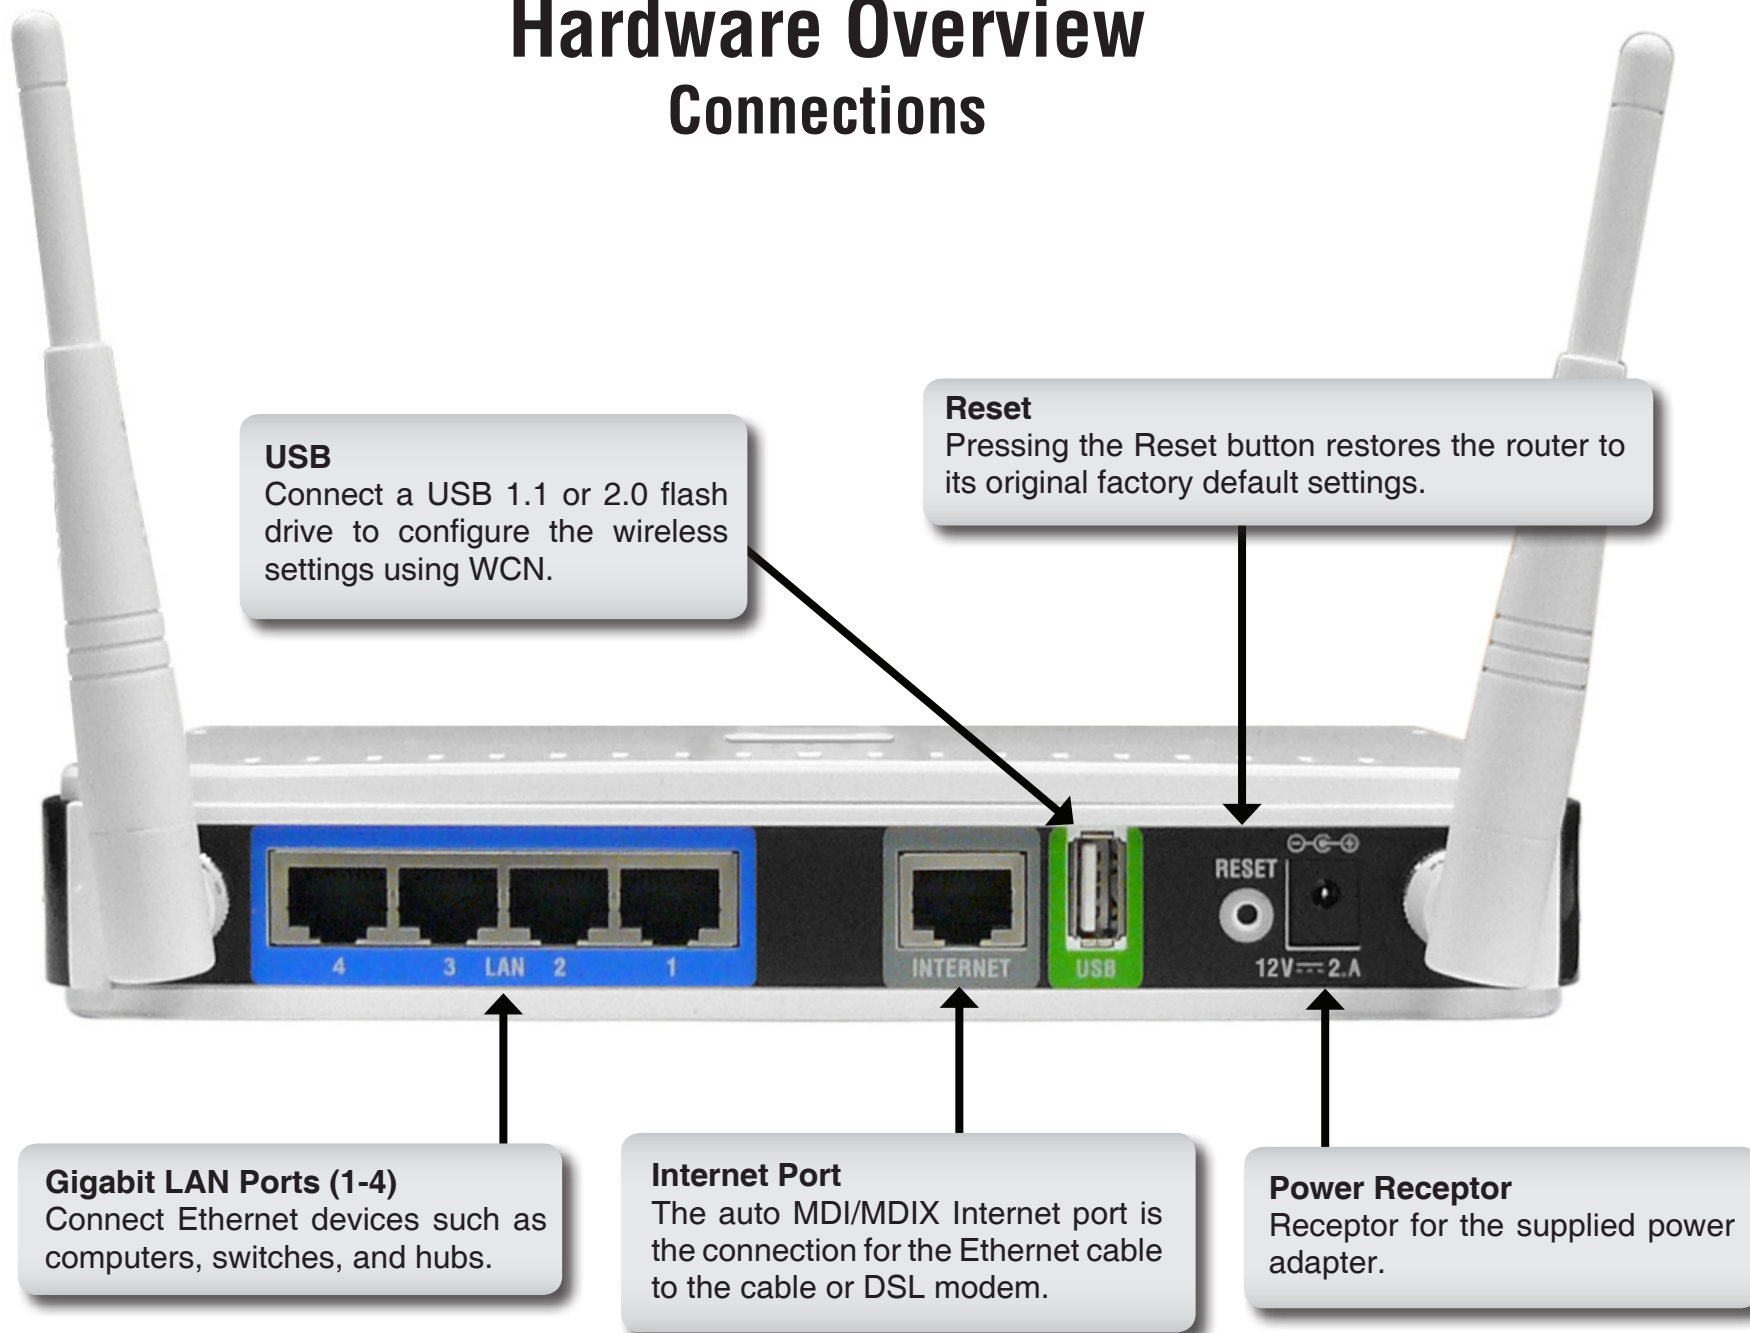 Hardware Overview
Connections
USB
Connect a USB 1.1 or 2.0 flash
drive to configure the wireless
settings using WCN.
Reset
Pressing the Reset button restores the router to
its original factory default settings.
RESET
4 3 LAN 2 1
INTERNET
USB
12V⎓2.A
Gigabit LAN Ports (1-4)
Connect Ethernet devices such as
computers, switches, and hubs.
Internet Port
The auto MDI/MDIX Internet port is
the connection for the Ethernet cable
to the cable or DSL modem.
Power Receptor
Receptor for the supplied power
adapter.